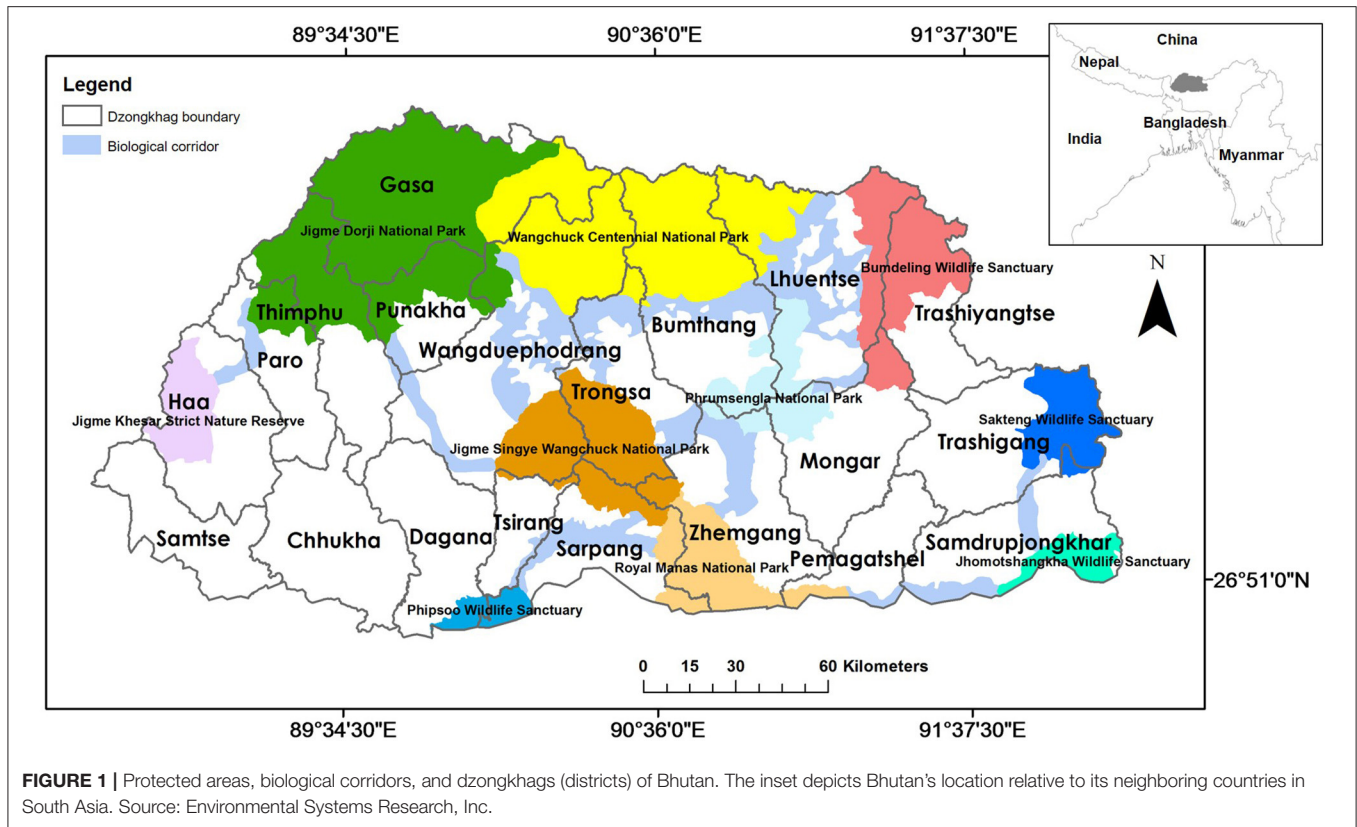 89°34'30"E
90°36'0"E
91°37'30"E
Legend
Dzongkhag boundary
Biological corridor
China
Nepal
Bangladesh
India
Myanmar
N
Gasa
Jigme Dorji National Park
Wangchuck Centennial National Park
Bumdeling Wildlife Sanctuary
Lhuentse
Thimphu
Punakha
Trashiyangtse
Bumthang
Wangduephodrang
Paro
Haa
Trongsa
Phrumsengla National Park
Jigme Khesar Strict Nature Reserve
Sakteng Wildlife Sanctuary
Jigme Singye Wangchuck National Park
Trashigang
Mongar
Samtse
Chhukha
Dagana
Tsirang
Sarpang
Zhemgang
Pemagatshel
Samdrupjongkhar
Royal Manas National Park
Jhomotshangkha Wildlife Sanctuary
Phipsoo Wildlife Sanctuary
26°51'0"N
0 15 30 60 Kilometers
89°34'30"E
90°36'0"E
91°37'30"E
FIGURE 1 | Protected areas, biological corridors, and dzongkhags (districts) of Bhutan. The inset depicts Bhutan's location relative to its neighboring countries in
South Asia. Source: Environmental Systems Research, Inc.